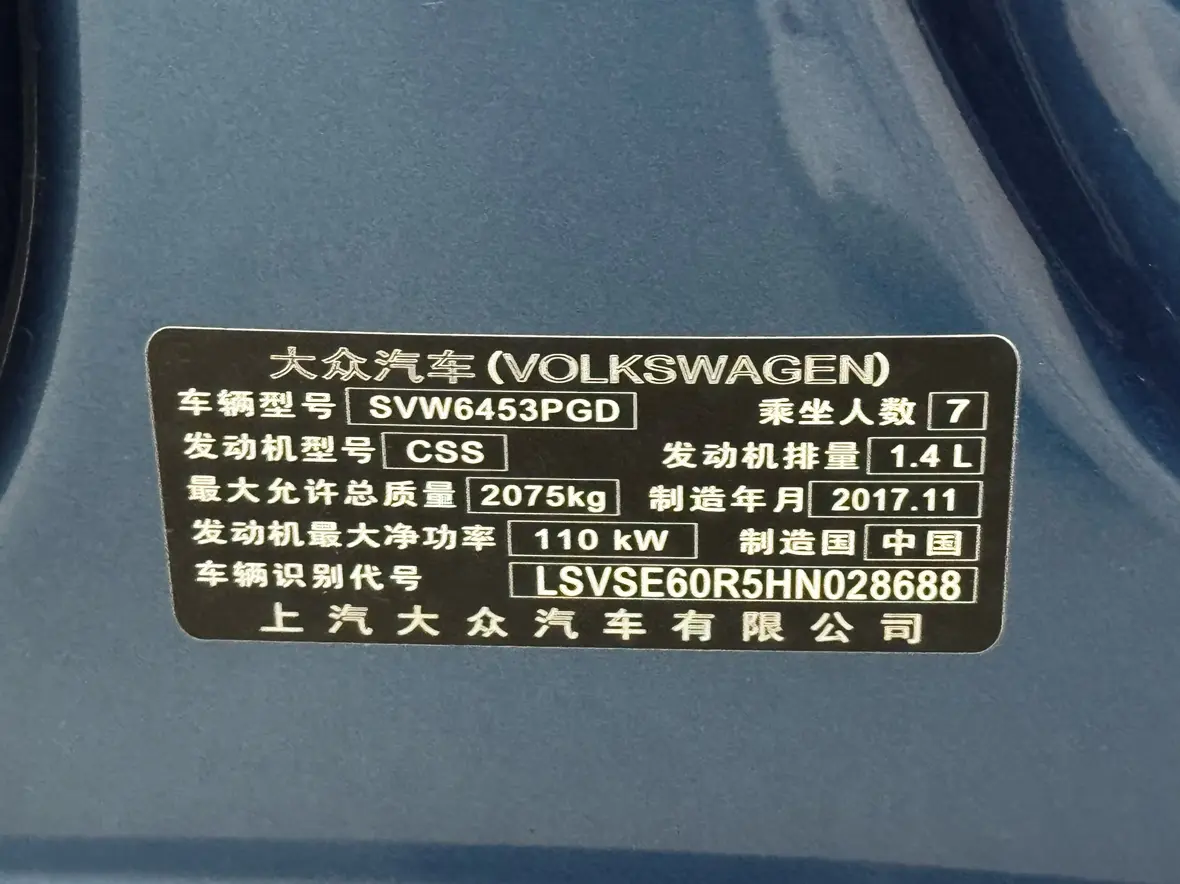 大众汽车(VOLKSWAGEN)
车辆型号 SVW6453PGD 乘坐人数 7
发动机型号 CSS 发动机排量 1.4 L
最大允许总质量 2075kg 制造年月 2017.11
发动机最大净功率 110 kW 制造国 中国
车辆识别代号 LSVSE60R5HN028688
上汽大众汽车有限公司